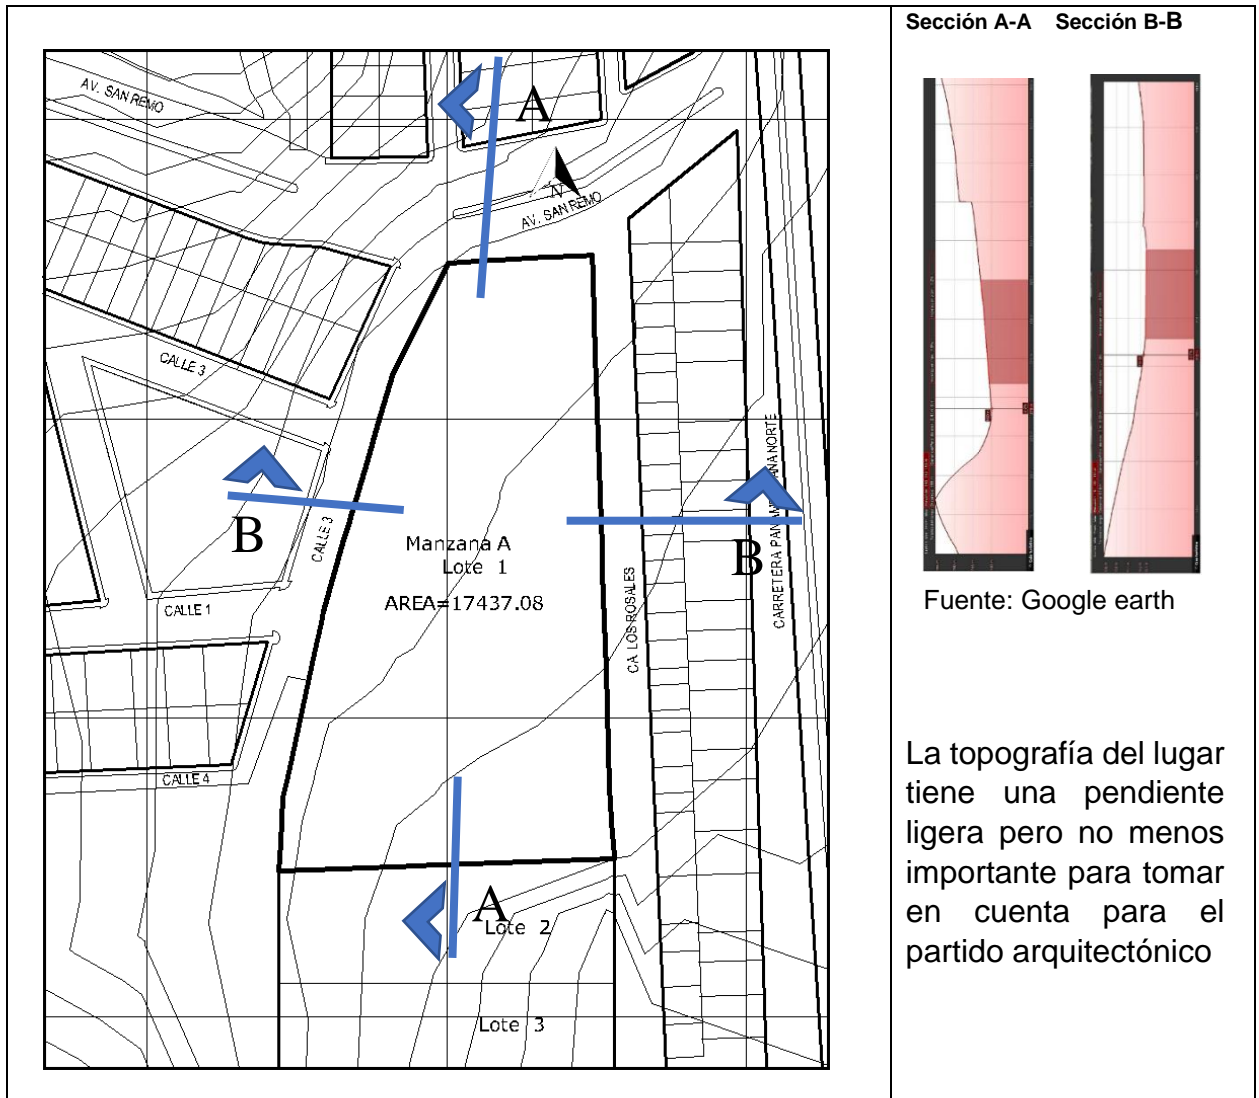 Sección A-A Sección B-B
AV. SAN REMO
A
N
AV. SAN REMO
CALLE 3
CARRETERA PANAMERICANA NORTE
B
CALLE 3
Manzana A
Lote 1
B
AREA=17437.08
CALLE 1
CA LOS ROSALES
Fuente: Google earth
CALLE 4
La topografía del lugar
tiene una pendiente
ligera pero no menos
importante para tomar
en cuenta para el
partido arquitectónico
A
Lote 2
Lote 3